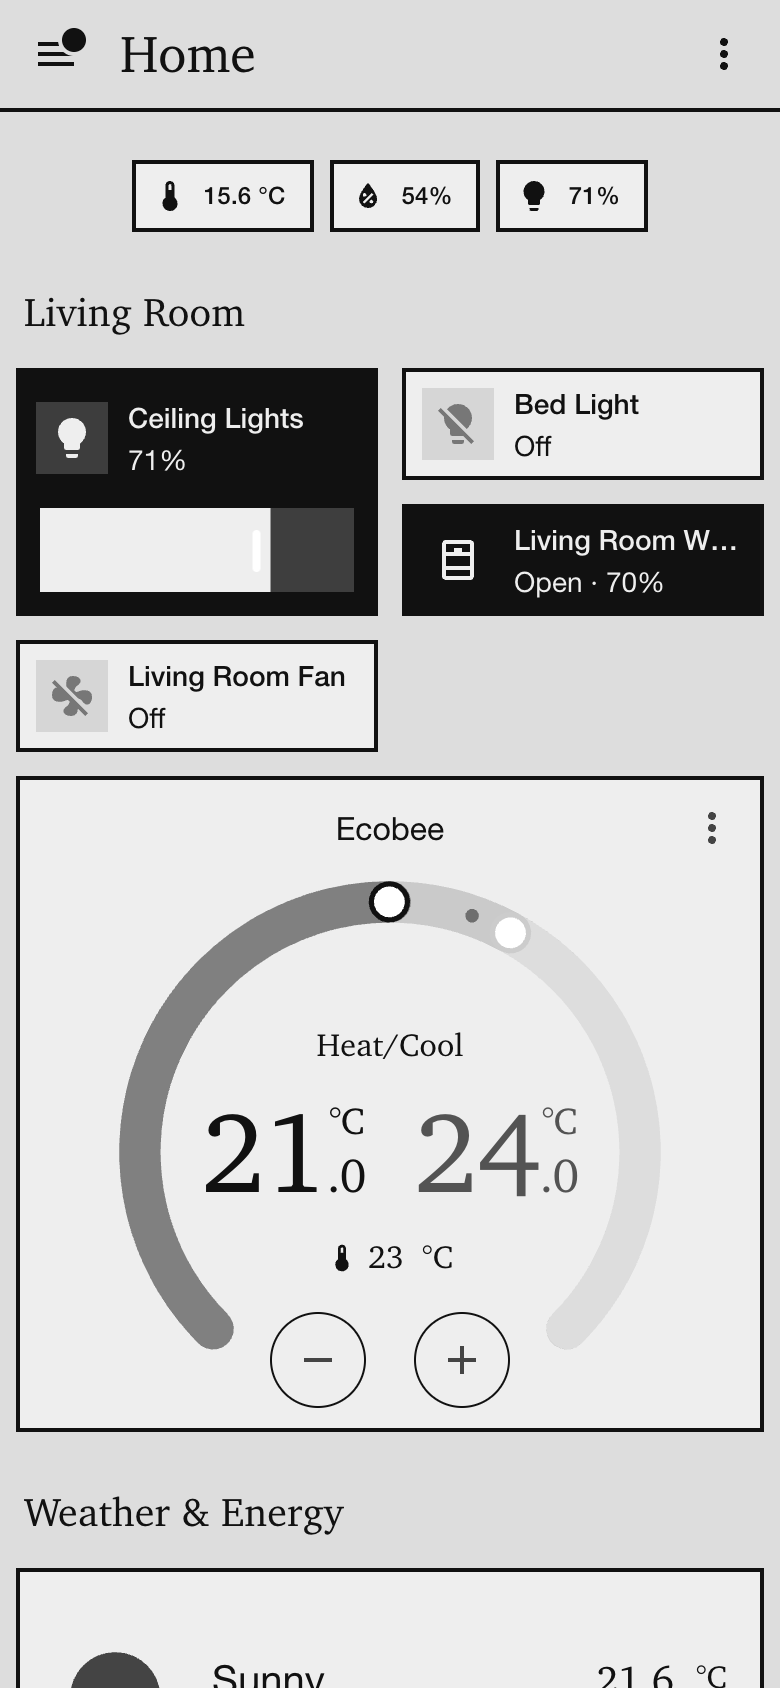 Home
15.6 °C
54%
71%
Living Room
Ceiling Lights
71%
Bed Light
Off
Living Room W…
Open · 70%
Living Room Fan
Off
Ecobee
Heat/Cool
21.0 °C 24.0 °C
23 °C
Weather & Energy
Sunny
21.6 °C